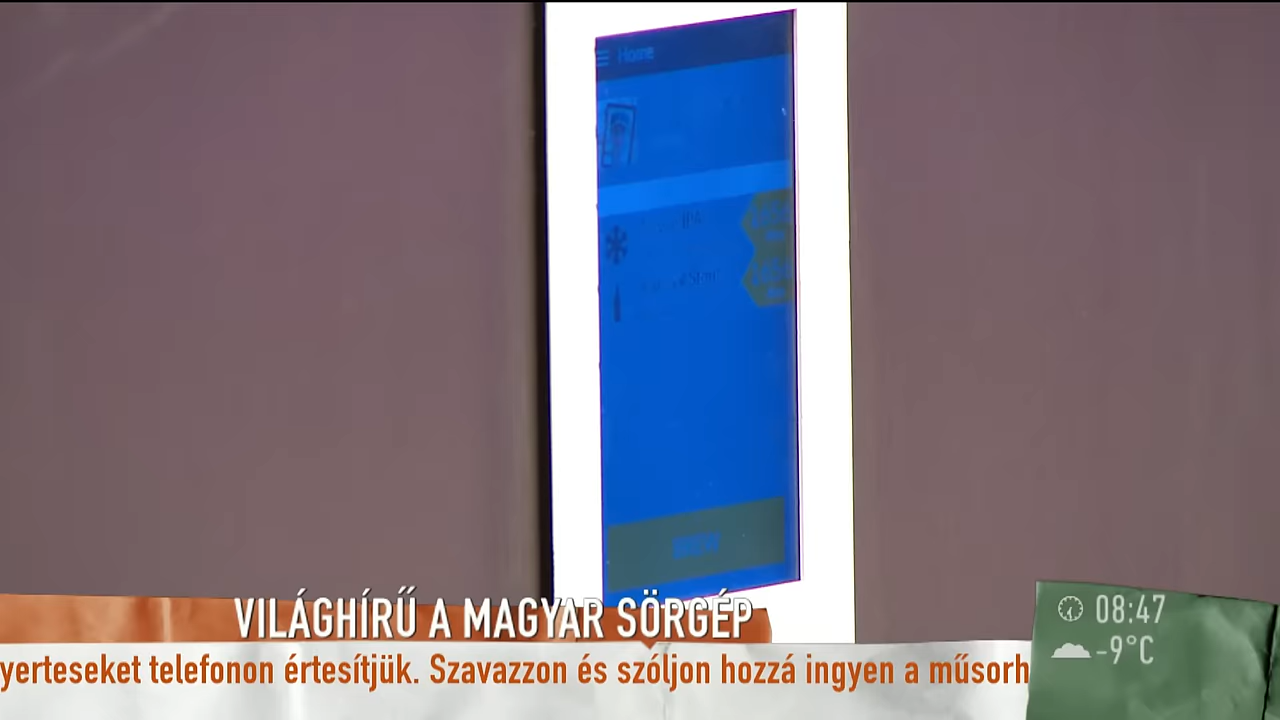 Home
IPA
VILÁGHÍRŰ A MAGYAR SÖRGÉP
08:47
-9°C
yerteseket telefonon értesítjük. Szavazzon és szóljon hozzá ingyen a műsorh